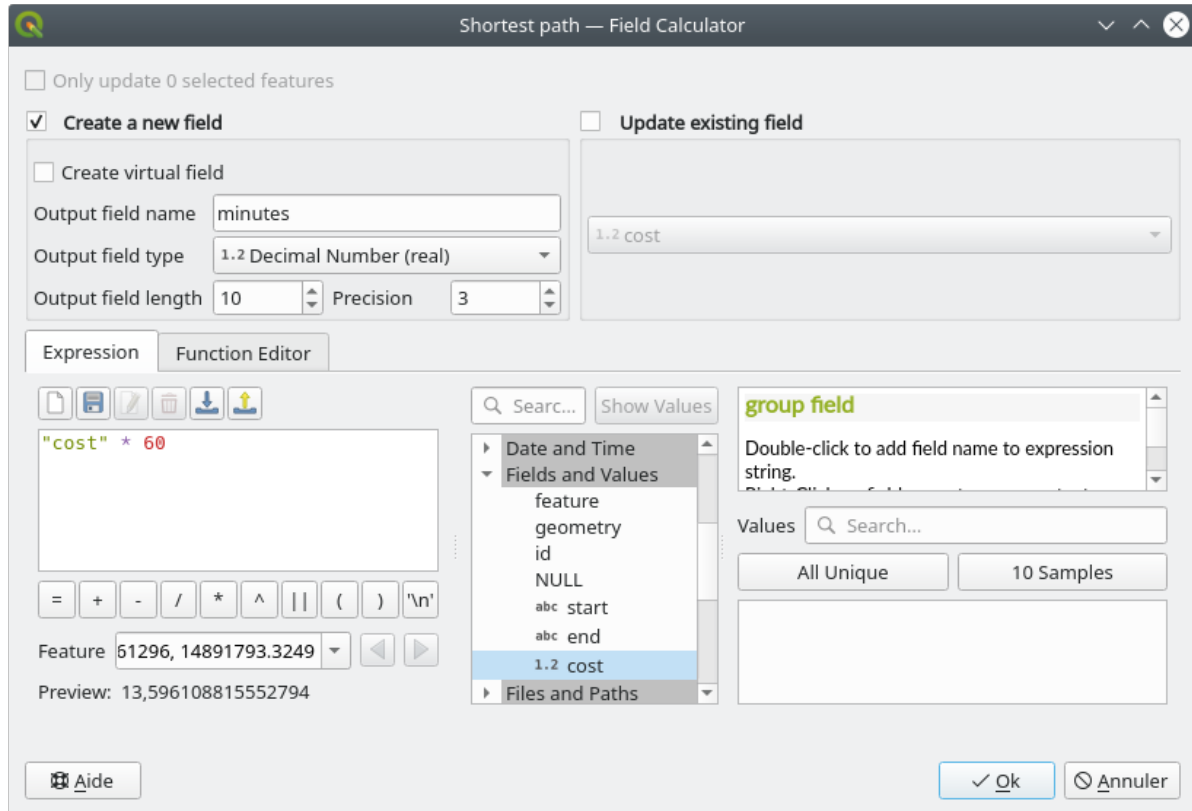 Shortest path — Field Calculator
Only update 0 selected features
Create a new field
Update existing field
Create virtual field
Output field name minutes
1.2 cost
Output field type 1.2 Decimal Number (real)
Output field length 10 Precision 3
Expression Function Editor
Searc... Show Values
group field
"cost" * 60
Date and Time
Double-click to add field name to expression
string.
Fields and Values
feature
geometry
id
NULL
abc start
abc end
1.2 cost
Files and Paths
Values Search...
All Unique 10 Samples
= + - / * ^ || ( ) '\n'
Feature 61296, 14891793.3249
Preview: 13,596108815552794
Aide Ok Annuler